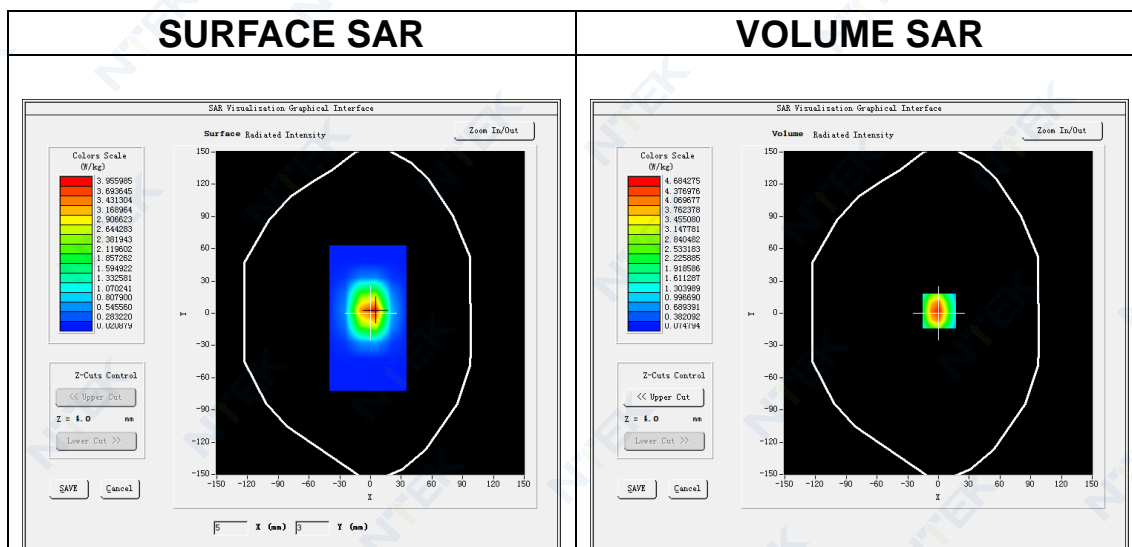 SURFACE SAR
VOLUME SAR
SAR Visualisation Graphical Interface
Surface Radiated Intensity
Zoom In/Out
Colors Scale
(W/kg)
3.955985
3.693645
3.431304
3.168964
2.906623
2.644283
2.381943
2.119602
1.857262
1.594922
1.332581
1.070241
0.807900
0.545560
0.283220
0.020879
Z-Cuts Control
<< Upper Cut
Z = 4.0 mm
Lower Cut >>
SAVE
Cancel
150
120
90
60
30
0
-30
-60
-90
-120
-150
Y
-150 -120 -90 -60 -30 0 30 60 90 120 150
X
5 X (mm) 3 Y (mm)
SAR Visualisation Graphical Interface
Volume Radiated Intensity
Zoom In/Out
Colors Scale
(W/kg)
4.684275
4.376976
4.069677
3.762378
3.455080
3.147781
2.840482
2.533183
2.225885
1.918586
1.611287
1.303989
0.996690
0.689391
0.382092
0.074794
Z-Cuts Control
<< Upper Cut
Z = 4.0 mm
Lower Cut >>
SAVE
Cancel
150
120
90
60
30
0
-30
-60
-90
-120
-150
Y
-150 -120 -90 -60 -30 0 30 60 90 120 150
X
NTEK